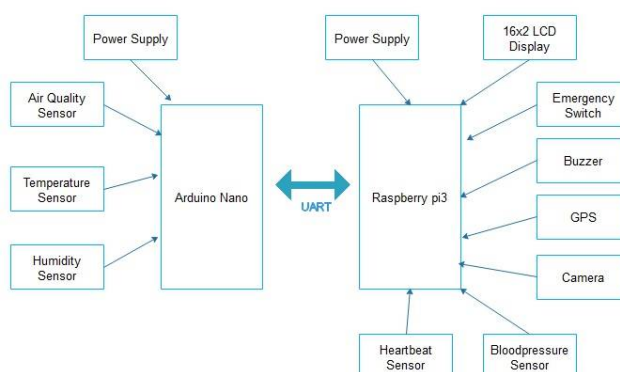 Power Supply
Power Supply
16x2 LCD
Display
Air Quality
Sensor
Emergency
Switch
Buzzer
Temperature
Sensor
Arduino Nano
UART
Raspberry pi3
GPS
Humidity
Sensor
Camera
Heartbeat
Sensor
Bloodpressure
Sensor